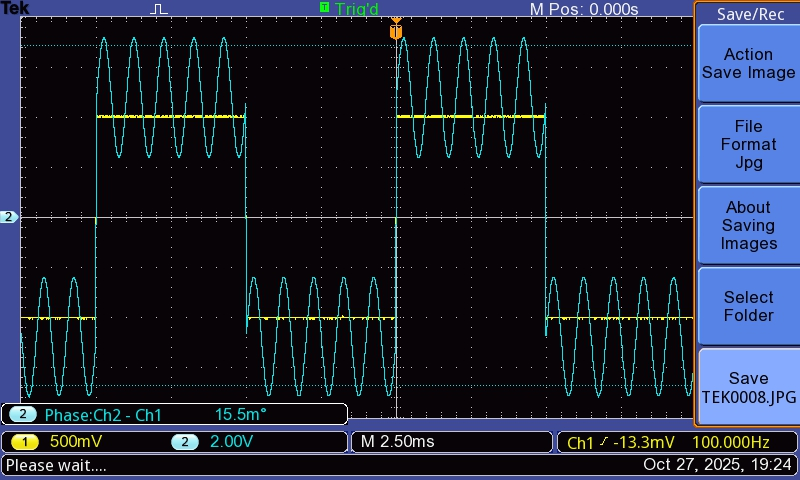 Tek
T Trig'd
M Pos: 0.000s
Save/Rec
T
Action
Save Image
File
Format
Jpg
2
About
Saving
Images
Select
Folder
Save
TEK0008.JPG
2 Phase:Ch2 - Ch1 15.5m°
1 500mV 2 2.00V M 2.50ms Ch1 / -13.3mV 100.000Hz
Please wait.... Oct 27, 2025, 19:24